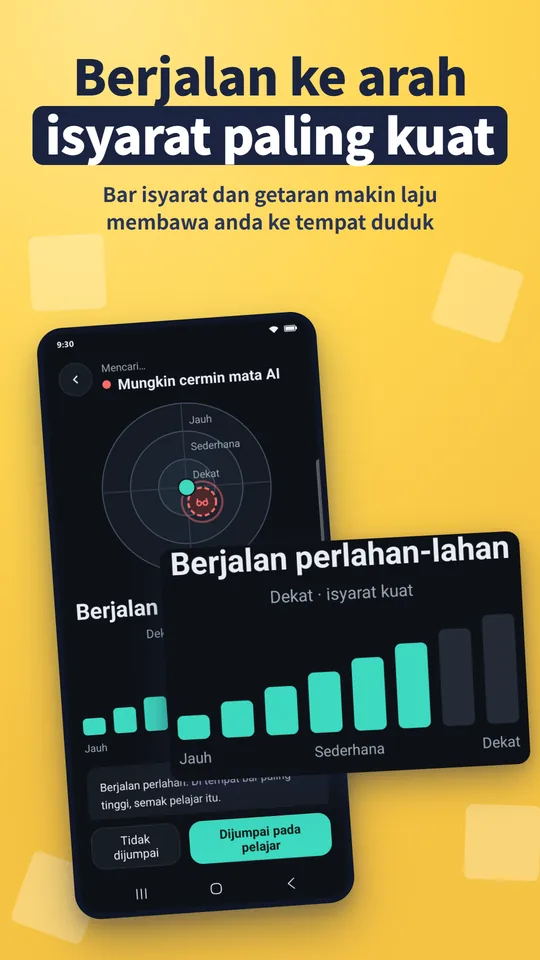 Berjalan ke arah
isyarat paling kuat
Bar isyarat dan getaran makin laju
membawa anda ke tempat duduk
9:30
Mencari...
Mungkin cermin mata AI
Jauh
Sederhana
Dekat
Berjalan
Jauh
Berjalan perlahan-lahan
Dekat · isyarat kuat
Jauh
Sederhana
Dekat
Berjalan perlahan. Di tempat bar paling
tinggi, semak pelajar itu.
Tidak
dijumpai
Dijumpai pada
pelajar